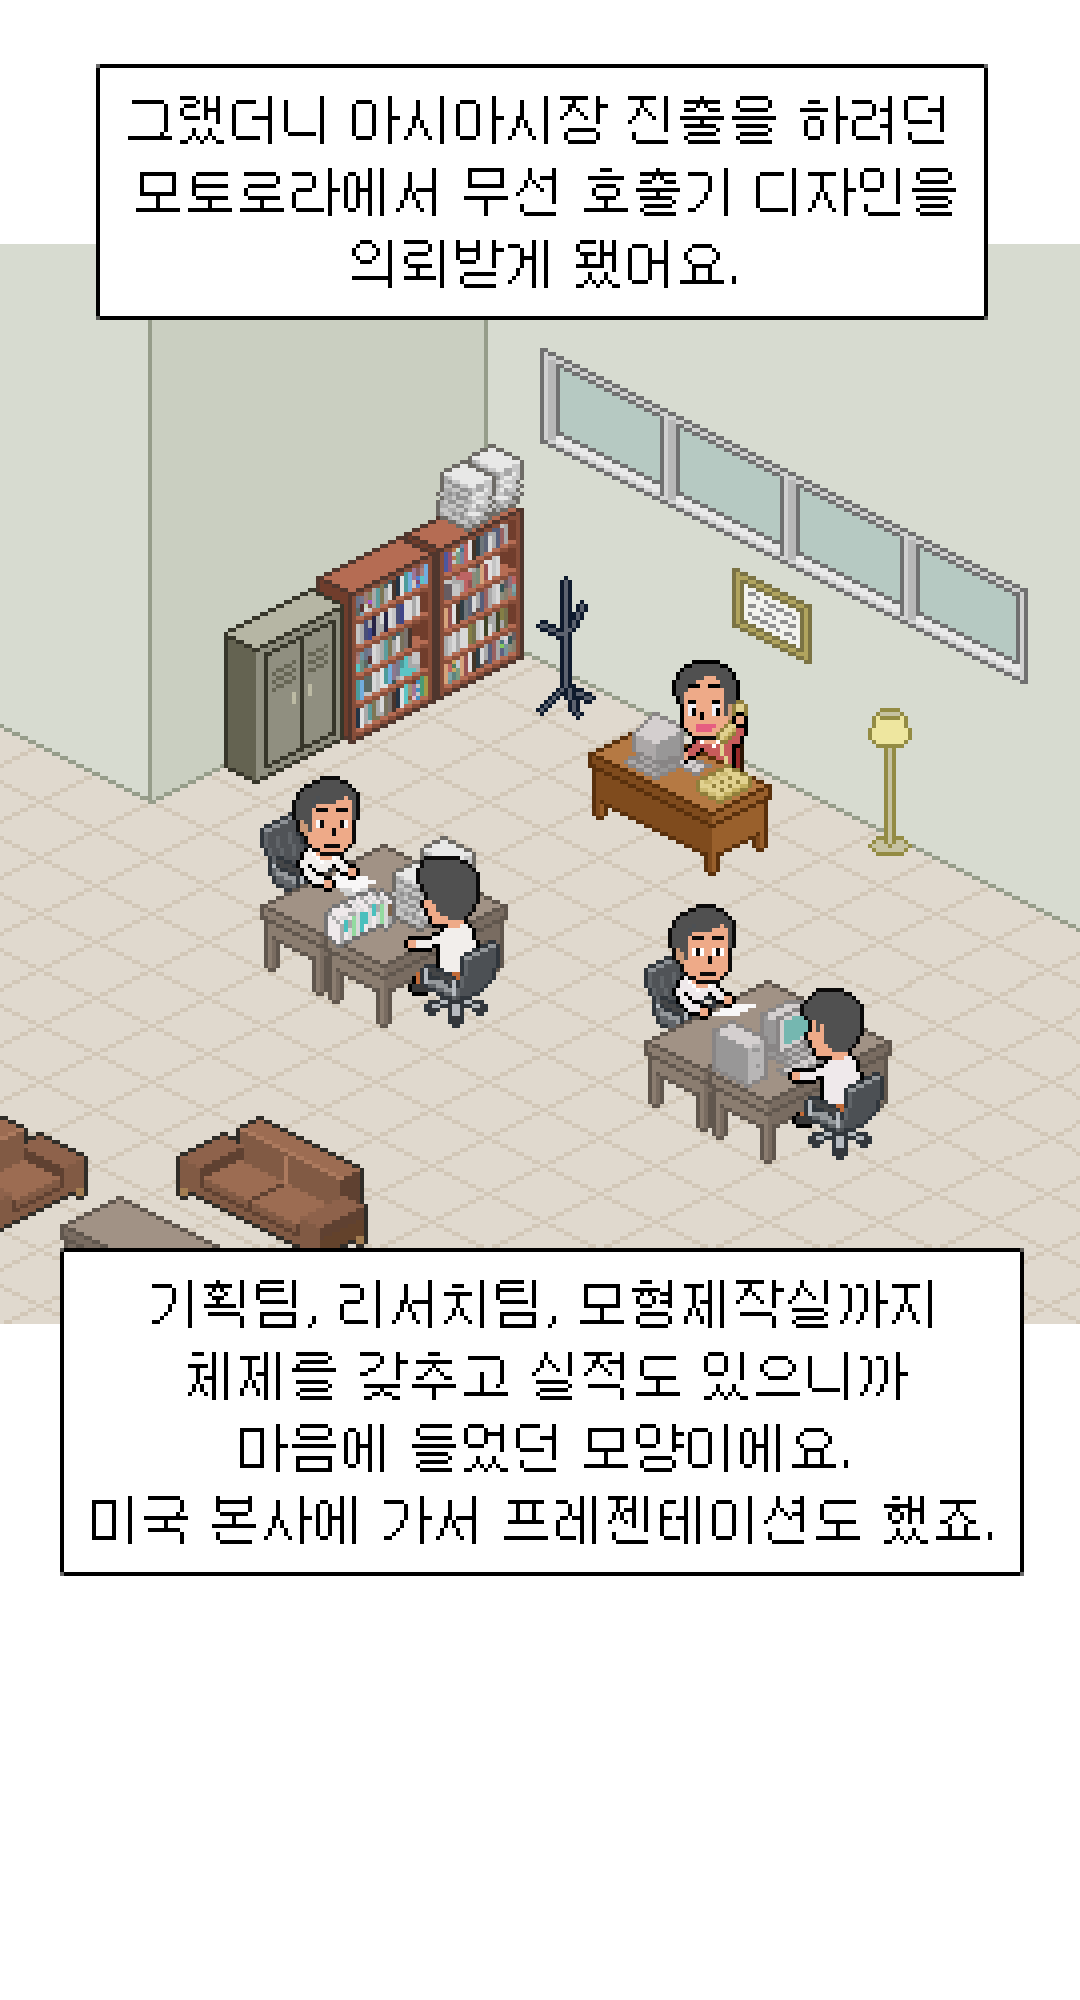 그랬더니 아시아시장 진출을 하려던
모토로라에서 무선 호출기 디자인을
의뢰받게 됐어요.
기획팀, 리서치팀, 모형제작실까지
체제를 갖추고 실적도 있으니까
마음에 들었던 모양이에요.
미국 본사에 가서 프레젠테이션도 했죠.